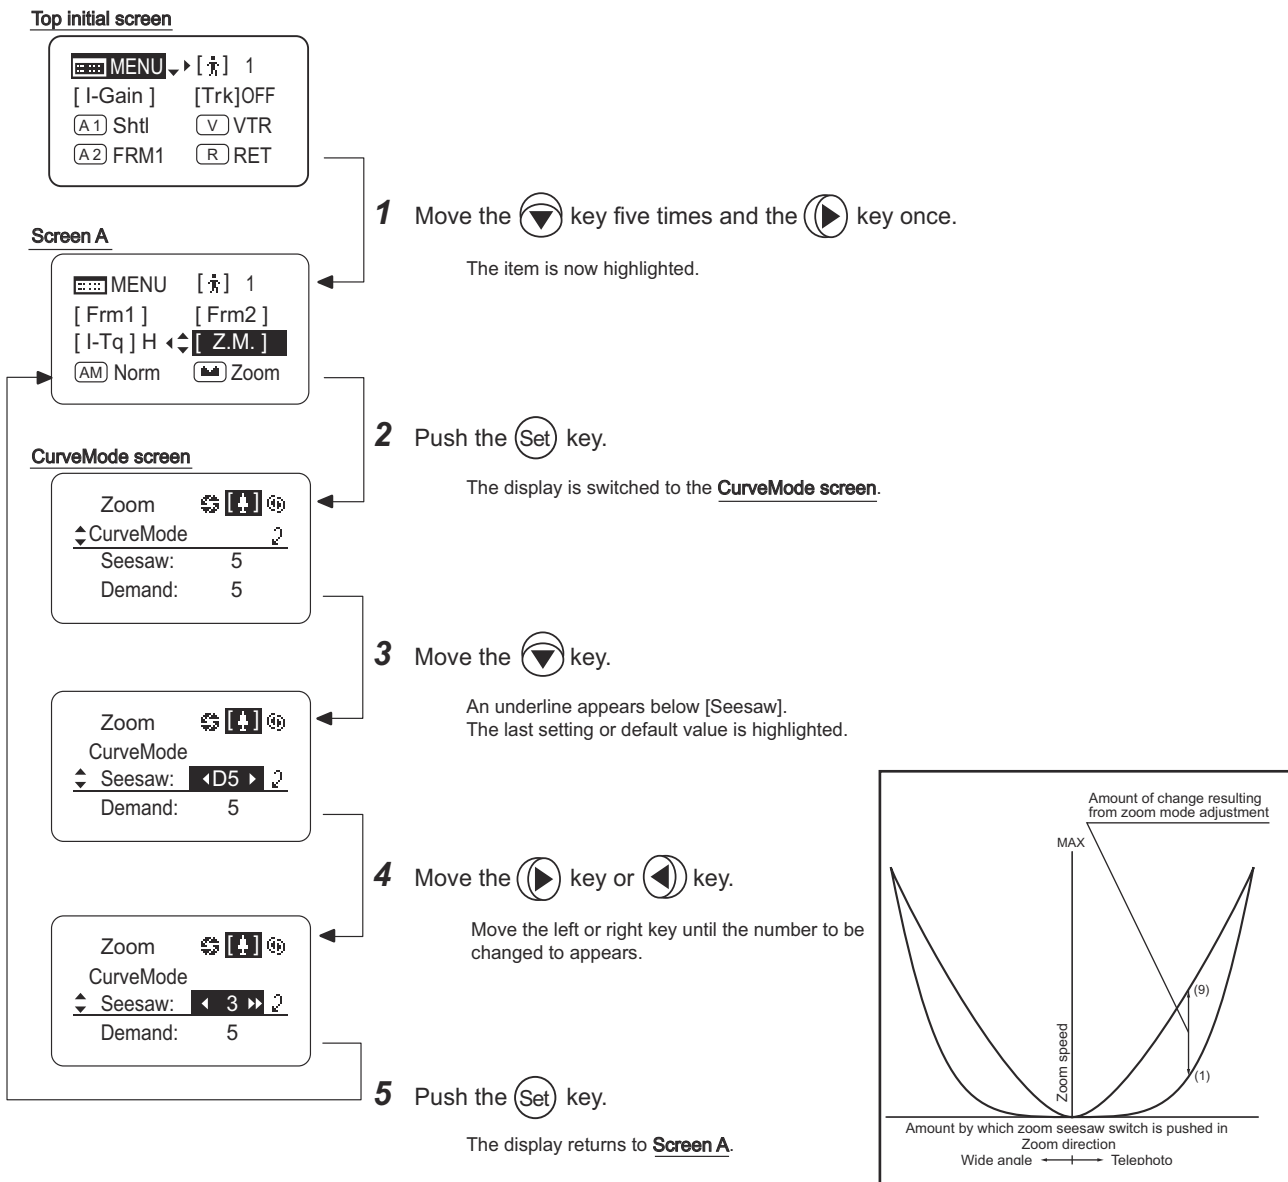 Top initial screen
MENU [ ] 1
[ I-Gain ] [Trk]OFF
A1 Shtl V VTR
A2 FRM1 R RET
1 Move the key five times and the key once.
The item is now highlighted.
Screen A
MENU [ ] 1
[ Frm1 ] [ Frm2 ]
[ I-Tq ] H [ Z.M. ]
AM Norm Zoom
2 Push the Set key.
The display is switched to the CurveMode screen.
CurveMode screen
Zoom
CurveMode
Seesaw: 5
Demand: 5
3 Move the key.
An underline appears below [Seesaw].
The last setting or default value is highlighted.
Zoom
CurveMode
Seesaw: D5
Demand: 5
4 Move the key or key.
Move the left or right key until the number to be
changed to appears.
Zoom
CurveMode
Seesaw: 3
Demand: 5
5 Push the Set key.
The display returns to Screen A.
Amount of change resulting
from zoom mode adjustment
MAX
(9)
(1)
Zoom speed
Amount by which zoom seesaw switch is pushed in
Zoom direction
Wide angle Telephoto